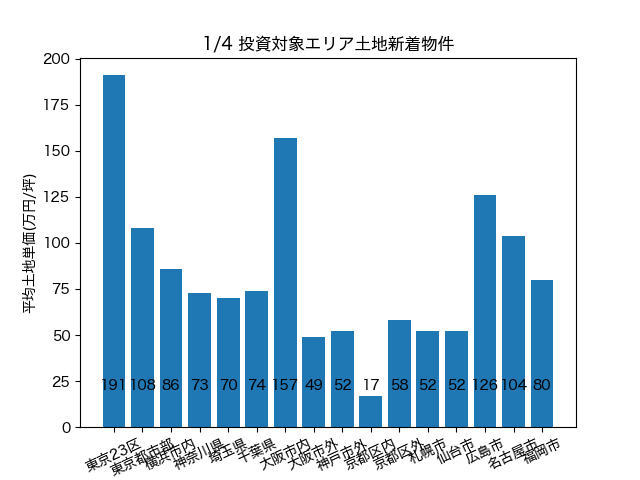 1/4 投資対象エリア土地新着物件
平均土地単価(万円/坪)
200
175
150
125
100
75
50
25
0
191 108 86 73 70 74 157 49 52 17 58 52 52 126 104 80
東京23区
東京都市部
横浜市内
神奈川県
埼玉県
千葉県
大阪市内
大阪市外
神戸市外
京都区内
京都区外
札幌市
仙台市
広島市
名古屋市
福岡市